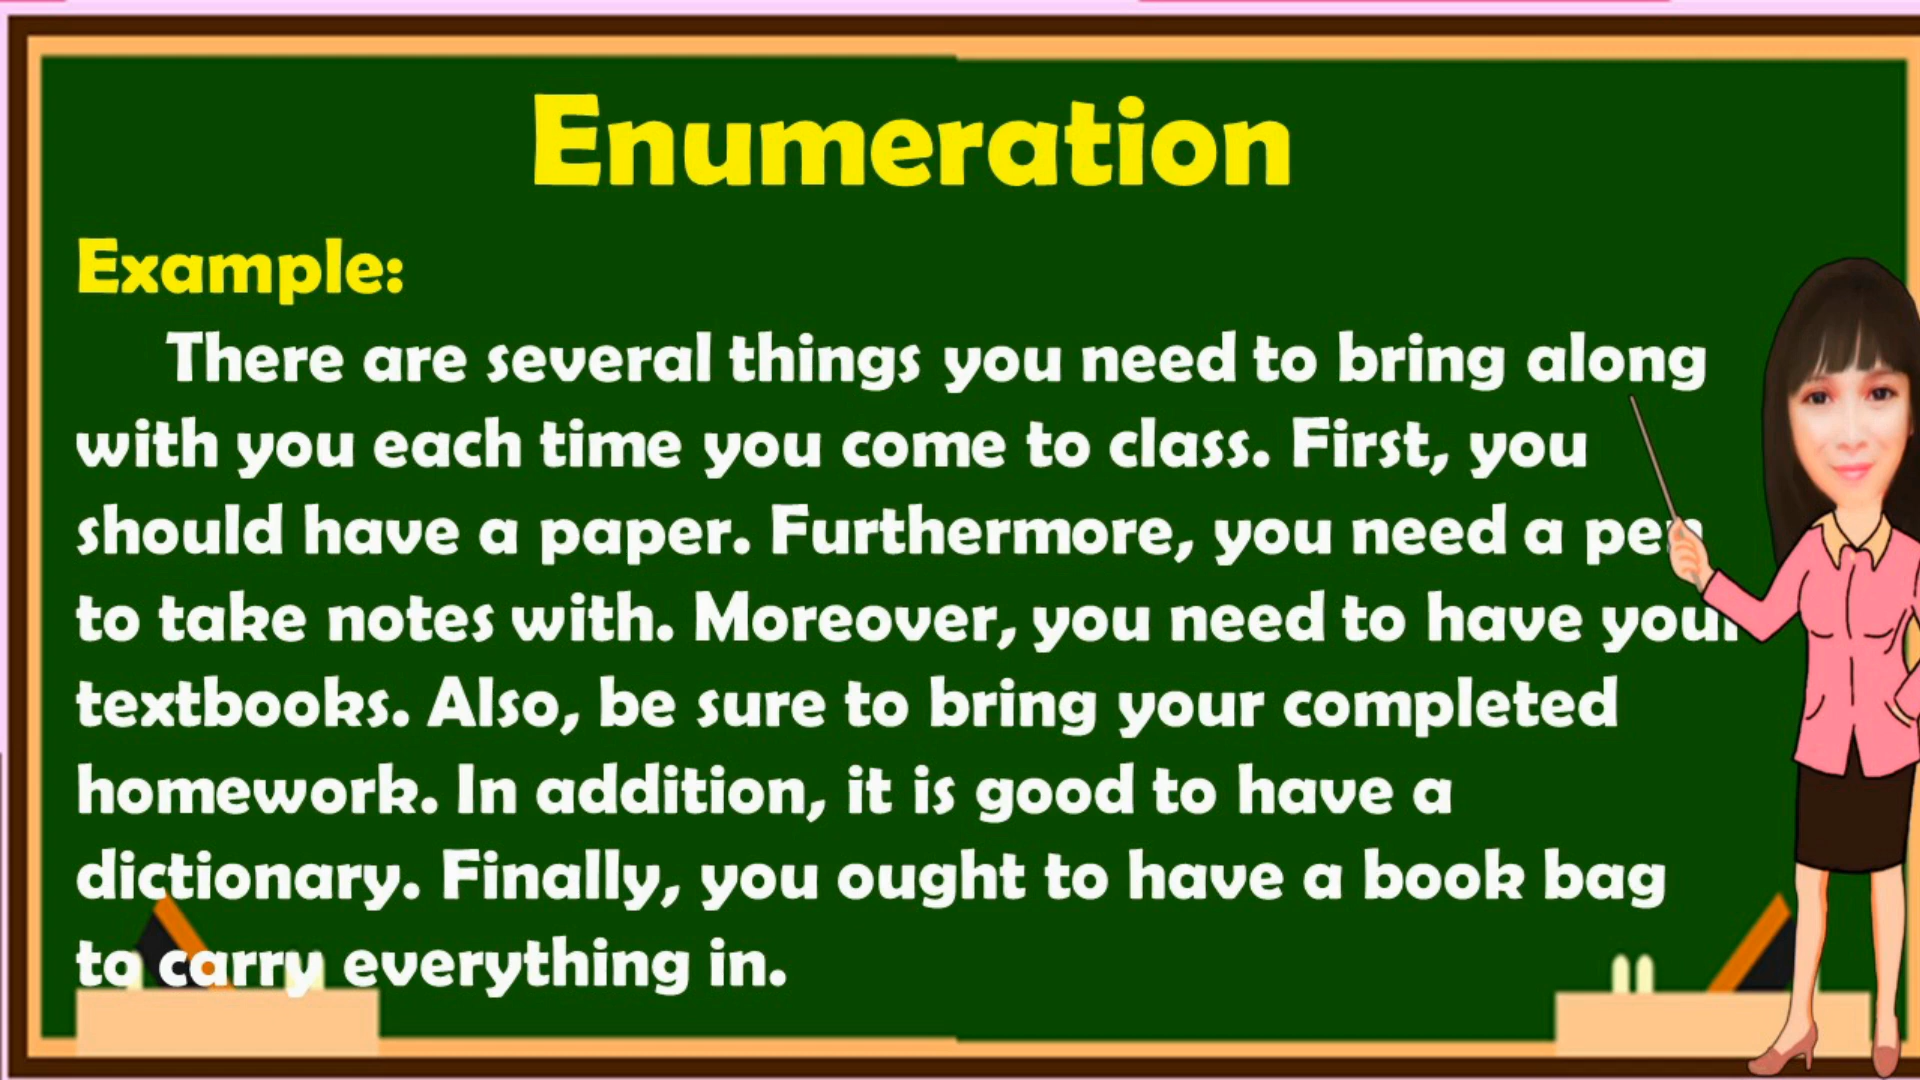 Enumeration
Example:
There are several things you need to bring along
with you each time you come to class. First, you
should have a paper. Furthermore, you need a pen
to take notes with. Moreover, you need to have your
textbooks. Also, be sure to bring your completed
homework. In addition, it is good to have a
dictionary. Finally, you ought to have a book bag
to carry everything in.